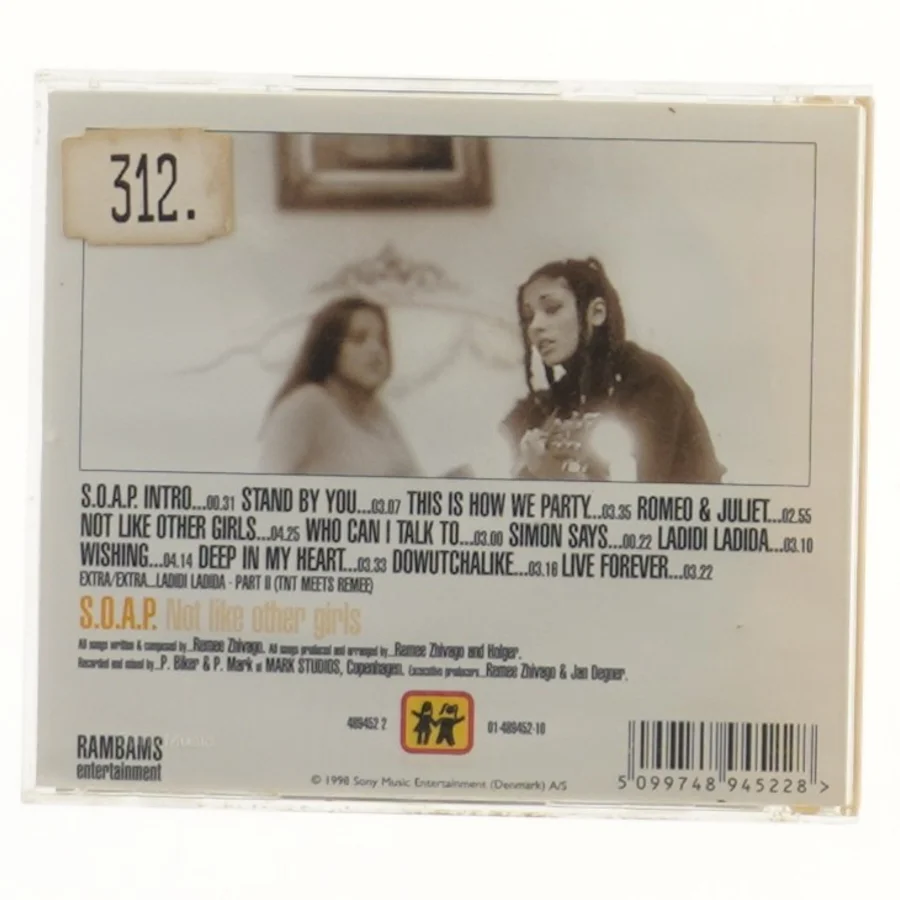 312.
S.O.A.P. INTRO...00.31 STAND BY YOU...03.07 THIS IS HOW WE PARTY...03.35 ROMEO & JULIET...02.55
NOT LIKE OTHER GIRLS...04.25 WHO CAN I TALK TO...03.00 SIMON SAYS...00.22 LADIDI LADIDA...03.10
WISHING...04.14 DEEP IN MY HEART...03.33 DOWUTCHALIKE...03.18 LIVE FOREVER...03.22
EXTRA/EXTRA...LADIDI LADIDA - PART II (TNT MEETS REMEE)
S.O.A.P. Not like other girls
All songs written & composed by...Remee Zhivago. All songs produced and arranged by...Remee Zhivago and Holger.
Recorded and mixed by...P. Biker & P. Mark at MARK STUDIOS, Copenhagen. Executive producers...Remee Zhivago & Jan Degner.
489452 2 01-489452-10
RAMBAMS
entertainment
© 1998 Sony Music Entertainment (Denmark) A/S
5 099748 945228 >